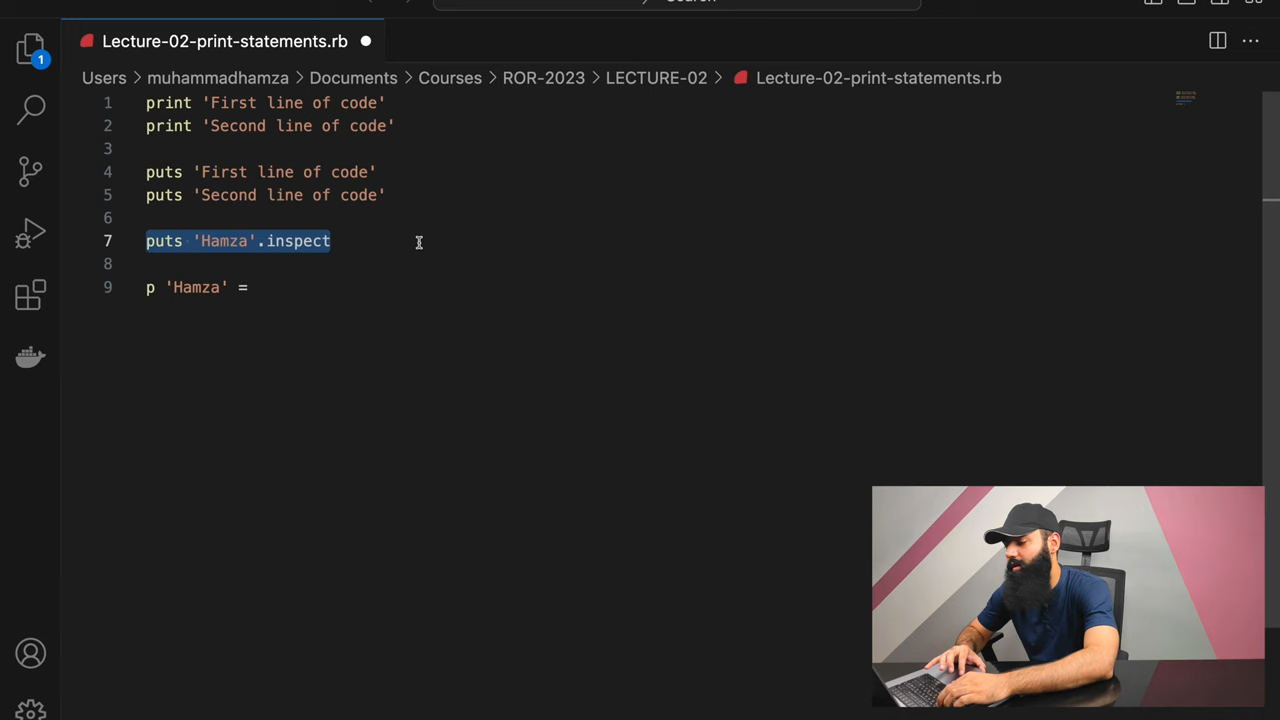 Lecture-02-print-statements.rb
1
Users > muhammadhamza > Documents > Courses > ROR-2023 > LECTURE-02 > Lecture-02-print-statements.rb
1 print 'First line of code'
2 print 'Second line of code'
3
4 puts 'First line of code'
5 puts 'Second line of code'
6
7 puts 'Hamza'.inspect
8
9 p 'Hamza' =